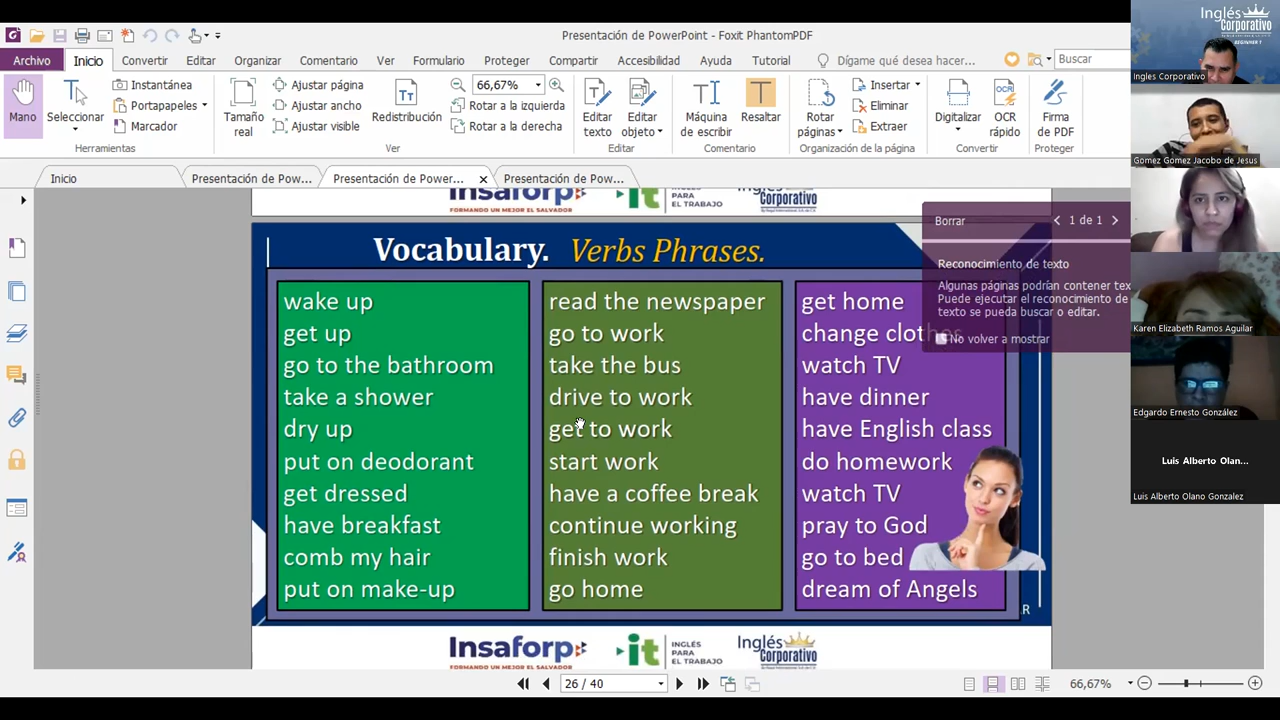 Presentación de PowerPoint - Foxit PhantomPDF
Archivo
Inicio
Convertir
Editar
Organizar
Comentario
Ver
Formulario
Proteger
Compartir
Accesibilidad
Ayuda
Tutorial
Dígame qué desea hacer...
Buscar
Mano
Seleccionar
Instantánea
Portapapeles
Marcador
Herramientas
Tamaño real
Ajustar página
Ajustar ancho
Ajustar visible
Redistribución
66,67%
Rotar a la izquierda
Rotar a la derecha
Ver
Editar texto
Editar objeto
Editar
Máquina de escribir
Resaltar
Comentario
Rotar páginas
Insertar
Eliminar
Extraer
Organización de la página
Digitalizar
OCR rápido
Convertir
Firma de PDF
Proteger
Inicio
Presentación de Pow...
Presentación de Power...
Presentación de Pow...
Insaforp
FORMANDO UN MEJOR EL SALVADOR
it
INGLÉS
PARA
EL TRABAJO
Inglés
Corporativo
Vocabulary. Verbs Phrases.
wake up
get up
go to the bathroom
take a shower
dry up
put on deodorant
get dressed
have breakfast
comb my hair
put on make-up
read the newspaper
go to work
take the bus
drive to work
get to work
start work
have a coffee break
continue working
finish work
go home
get home
change clothes
watch TV
have dinner
have English class
do homework
watch TV
pray to God
go to bed
dream of Angels
Borrar
1 de 1
Reconocimiento de texto
Algunas páginas podrían contener tex
Puede ejecutar el reconocimiento de
texto se pueda buscar o editar.
No volver a mostrar
R
Insaforp
FORMANDO UN MEJOR EL SALVADOR
it
INGLÉS
PARA
EL TRABAJO
Inglés
Corporativo
26 / 40
66,67%
Inglés
Corporativo
BEGINNER 1
Ingles Corporativo
Gomez Gomez Jacobo de Jesus
Karen Elizabeth Ramos Aguilar
Edgardo Ernesto González
Luis Alberto Olan...
Luis Alberto Olano Gonzalez